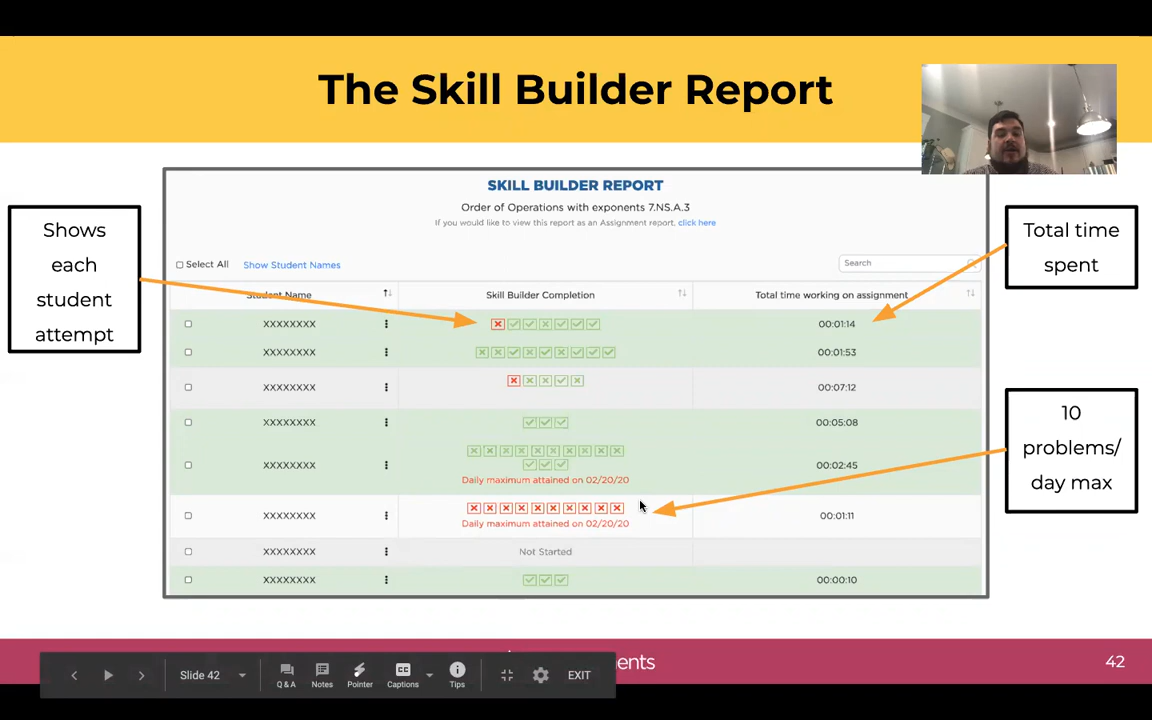 The Skill Builder Report
Shows
each
student
attempt
SKILL BUILDER REPORT
Order of Operations with exponents 7.NS.A.3
If you would like to view this report as an Assignment report, click here
Select All Show Student Names Search
Student Name Skill Builder Completion Total time working on assignment
XXXXXXXX 00:01:14
XXXXXXXX 00:01:53
XXXXXXXX 00:07:12
XXXXXXXX 00:05:08
XXXXXXXX 00:02:45
Daily maximum attained on 02/20/20
XXXXXXXX 00:01:11
Daily maximum attained on 02/20/20
XXXXXXXX Not Started
XXXXXXXX 00:00:10
Total time
spent
10
problems/
day max
42
Slide 42
Q & A Notes Pointer Captions Tips EXIT